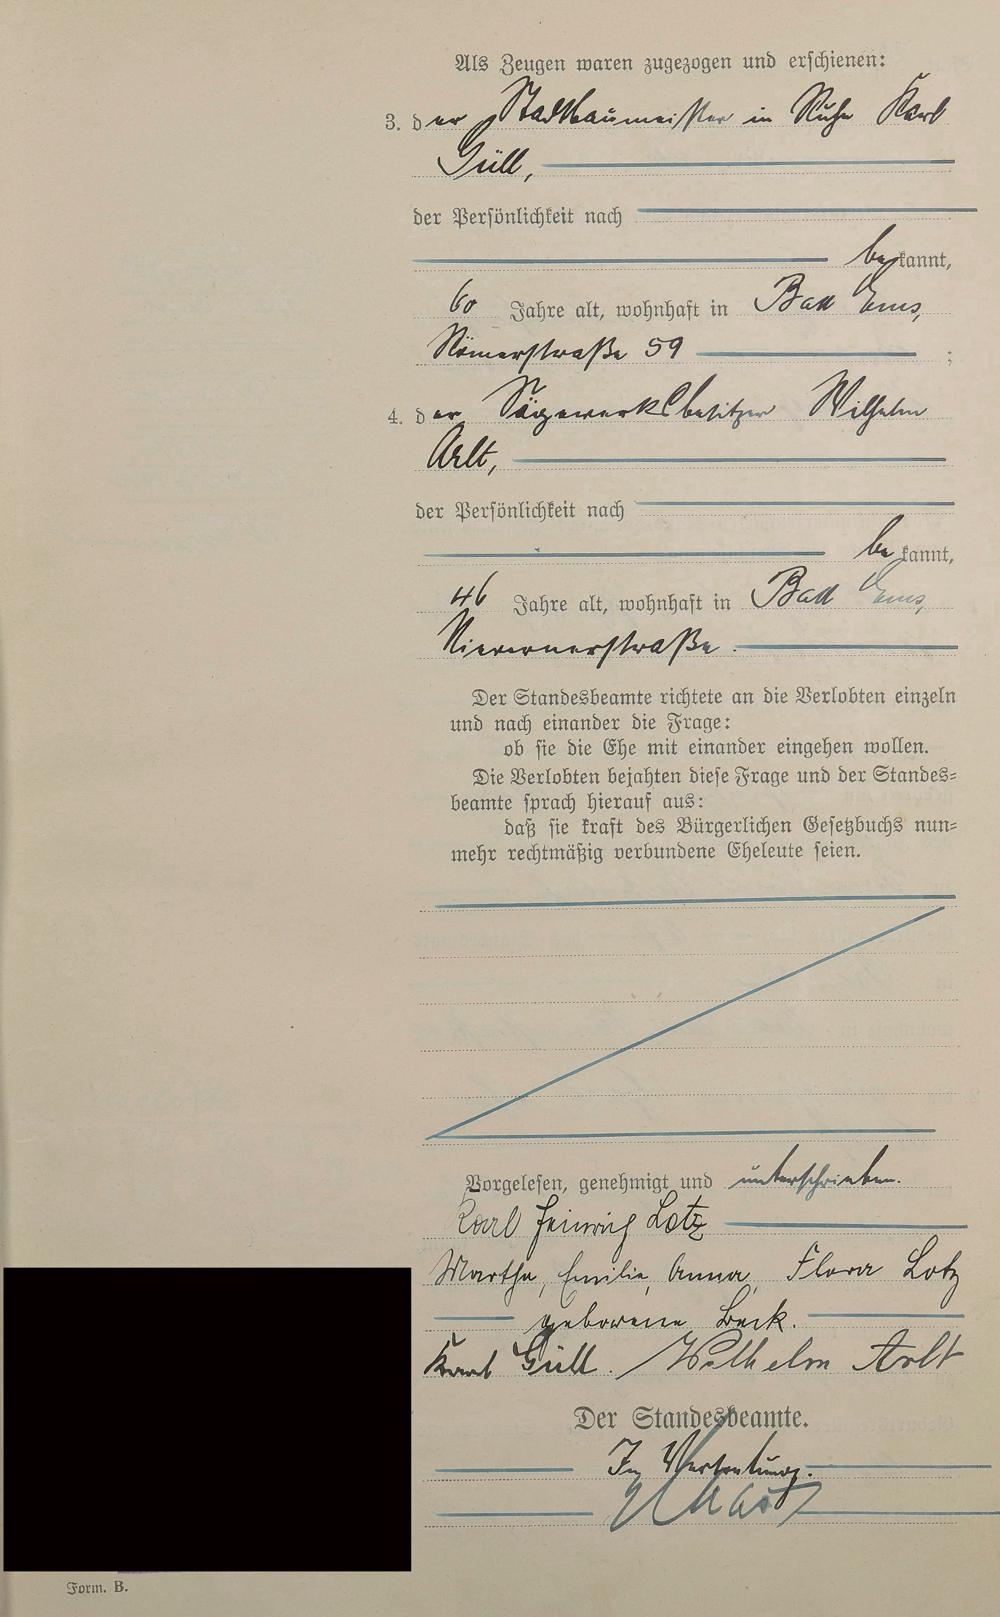 Als Zeugen waren zugezogen und erschienen:
3. der Stadtbaumeister in Ruhe Karl
Güll,
der Persönlichkeit nach
bekannt,
60 Jahre alt, wohnhaft in Bad Ems,
Römerstraße 59 ;
4. der Sägewerksbesitzer Wilhelm
Arlt,
der Persönlichkeit nach
bekannt,
46 Jahre alt, wohnhaft in Bad Ems,
Nievernerstraße.
Der Standesbeamte richtete an die Verlobten einzeln
und nach einander die Frage:
ob sie die Ehe mit einander eingehen wollen.
Die Verlobten bejahten diese Frage und der Standes-
beamte sprach hierauf aus:
daß sie kraft des Bürgerlichen Gesetzbuchs nun-
mehr rechtmäßig verbundene Eheleute seien.
Vorgelesen, genehmigt und unterschrieben.
Karl Heinrich Lotz
Martha, Emilie, Anna, Flora Lotz
geborene Beck.
Karl Güll. Wilhelm Arlt
Der Standesbeamte.
In Vertretung.
Form. B.